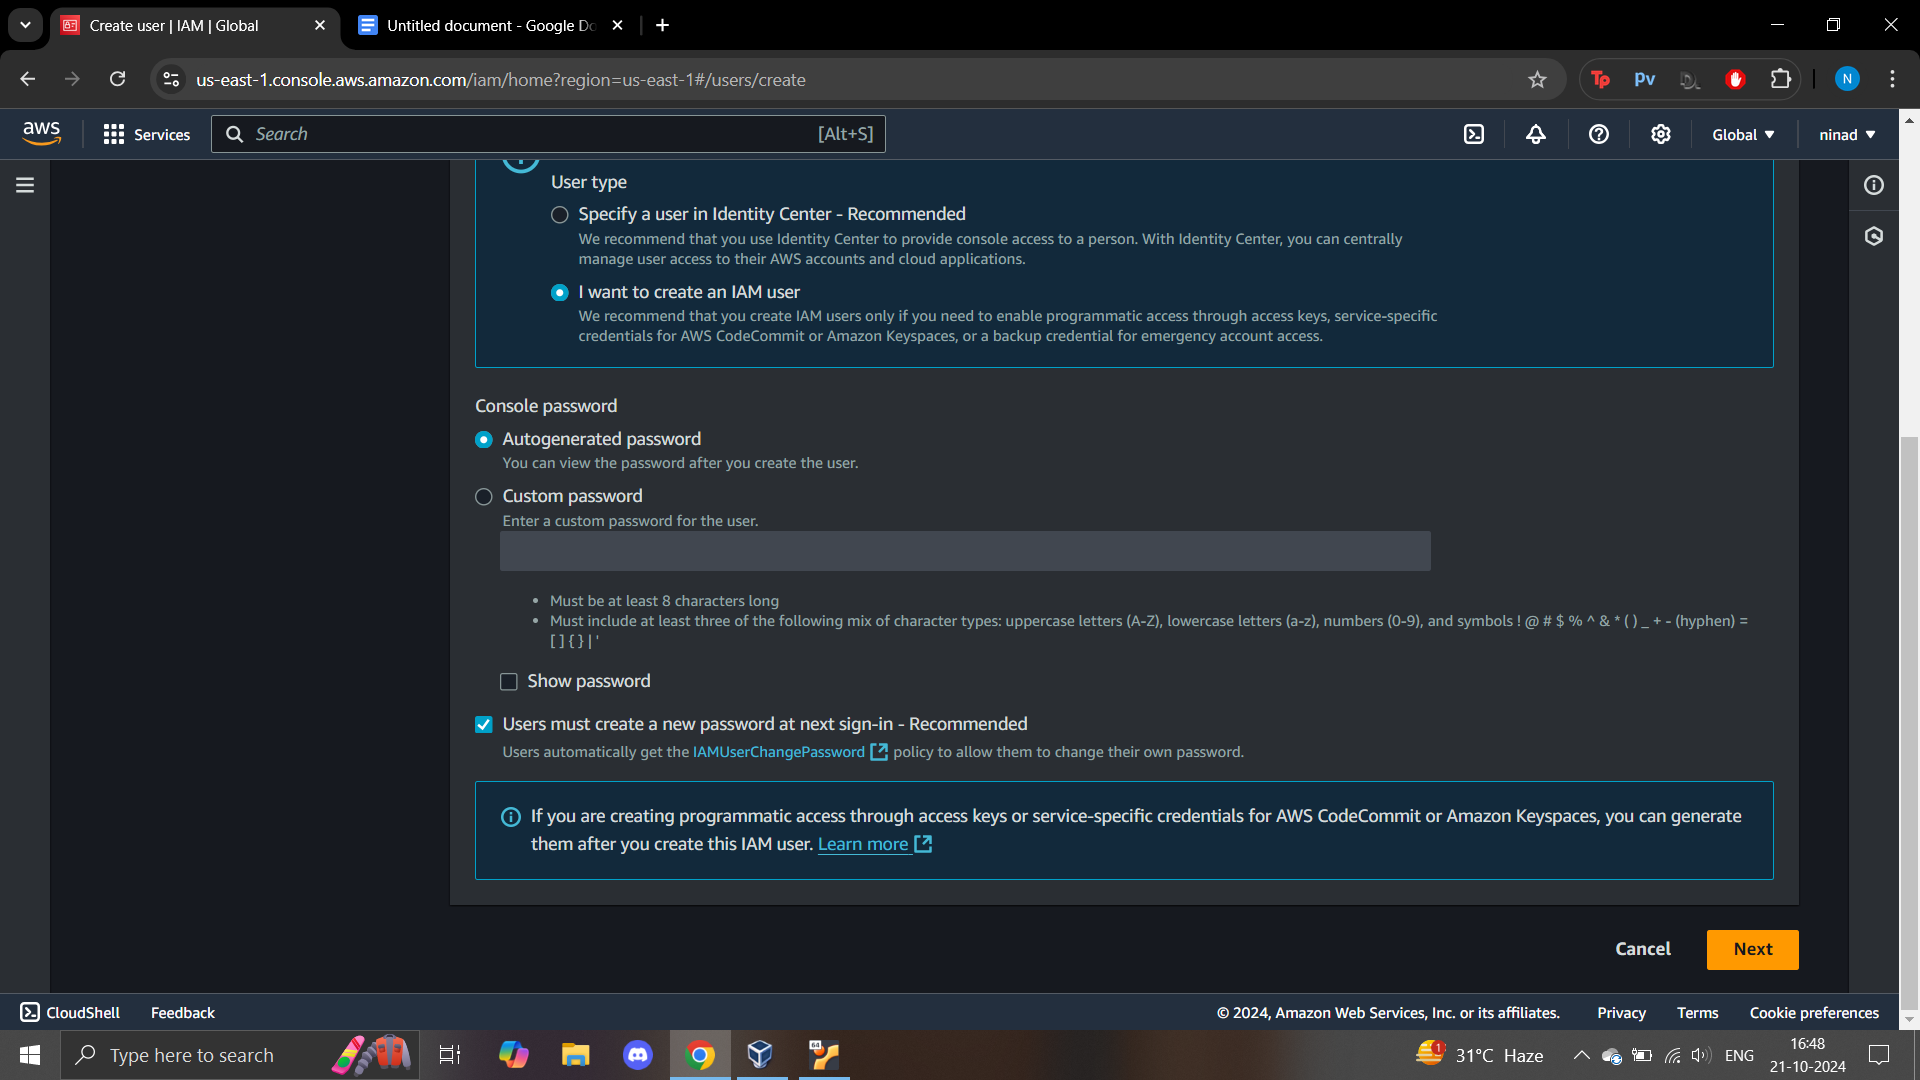 Create user | IAM | Global
Untitled document - Google Do
us-east-1.console.aws.amazon.com/iam/home?region=us-east-1#/users/create
Tp
Pv
N
aws
Services
Search
[Alt+S]
Global
ninad
User type
Specify a user in Identity Center - Recommended
We recommend that you use Identity Center to provide console access to a person. With Identity Center, you can centrally
manage user access to their AWS accounts and cloud applications.
I want to create an IAM user
We recommend that you create IAM users only if you need to enable programmatic access through access keys, service-specific
credentials for AWS CodeCommit or Amazon Keyspaces, or a backup credential for emergency account access.
Console password
Autogenerated password
You can view the password after you create the user.
Custom password
Enter a custom password for the user.
• Must be at least 8 characters long
• Must include at least three of the following mix of character types: uppercase letters (A-Z), lowercase letters (a-z), numbers (0-9), and symbols ! @ # $ % ^ & * ( ) _ + - (hyphen) =
[ ] { } | '
Show password
Users must create a new password at next sign-in - Recommended
Users automatically get the IAMUserChangePassword policy to allow them to change their own password.
If you are creating programmatic access through access keys or service-specific credentials for AWS CodeCommit or Amazon Keyspaces, you can generate
them after you create this IAM user. Learn more
Cancel
Next
CloudShell
Feedback
© 2024, Amazon Web Services, Inc. or its affiliates.
Privacy
Terms
Cookie preferences
Type here to search
64
1
31°C Haze
ENG
16:48
21-10-2024